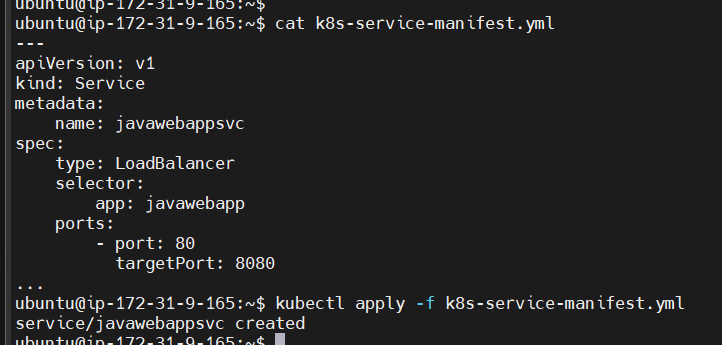 ubuntu@ip-172-31-9-165:~$
ubuntu@ip-172-31-9-165:~$ cat k8s-service-manifest.yml
---
apiVersion: v1
kind: Service
metadata:
    name: javawebappsvc
spec:
    type: LoadBalancer
    selector:
        app: javawebapp
    ports:
        - port: 80
          targetPort: 8080
...
ubuntu@ip-172-31-9-165:~$ kubectl apply -f k8s-service-manifest.yml
service/javawebappsvc created
ubuntu@ip-172-31-9-165:~$